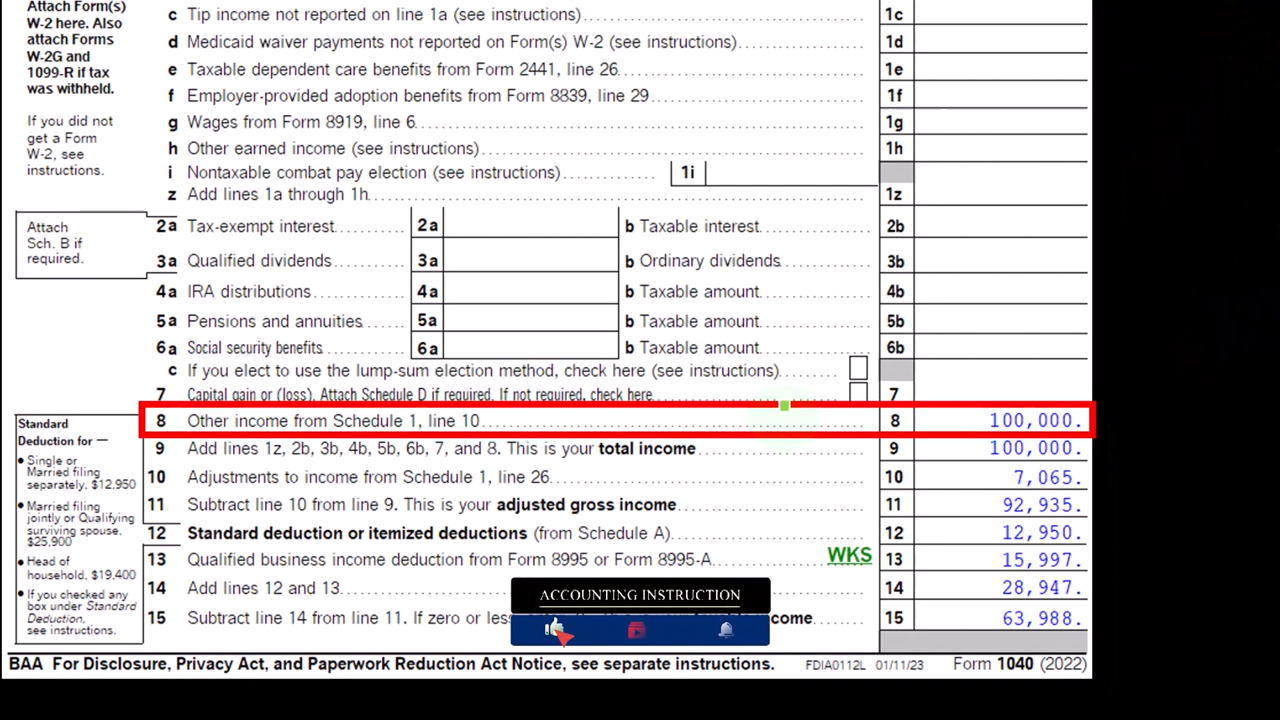 Attach Form(s)
W-2 here. Also
attach Forms
W-2G and
1099-R if tax
was withheld.
If you did not
get a Form
W-2, see
instructions.
c Tip income not reported on line 1a (see instructions) 1c
d Medicaid waiver payments not reported on Form(s) W-2 (see instructions) 1d
e Taxable dependent care benefits from Form 2441, line 26 1e
f Employer-provided adoption benefits from Form 8839, line 29 1f
g Wages from Form 8919, line 6 1g
h Other earned income (see instructions) 1h
i Nontaxable combat pay election (see instructions) 1i
z Add lines 1a through 1h 1z
Attach
Sch. B if
required.
2a Tax-exempt interest 2a b Taxable interest 2b
3a Qualified dividends 3a b Ordinary dividends 3b
4a IRA distributions 4a b Taxable amount 4b
5a Pensions and annuities 5a b Taxable amount 5b
6a Social security benefits 6a b Taxable amount 6b
c If you elect to use the lump-sum election method, check here (see instructions)
7 Capital gain or (loss). Attach Schedule D if required. If not required, check here 7
8 Other income from Schedule 1, line 10 8 100,000.
9 Add lines 1z, 2b, 3b, 4b, 5b, 6b, 7, and 8. This is your total income 9 100,000.
10 Adjustments to income from Schedule 1, line 26 10 7,065.
11 Subtract line 10 from line 9. This is your adjusted gross income 11 92,935.
12 Standard deduction or itemized deductions (from Schedule A) 12 12,950.
13 Qualified business income deduction from Form 8995 or Form 8995-A WKS 13 15,997.
14 Add lines 12 and 13 14 28,947.
15 Subtract line 14 from line 11. If zero or less come 15 63,988.
Standard
Deduction for —
• Single or
Married filing
separately, $12,950
• Married filing
jointly or Qualifying
surviving spouse,
$25,900
• Head of
household, $19,400
• If you checked any
box under Standard
Deduction,
see instructions.
ACCOUNTING INSTRUCTION
BAA For Disclosure, Privacy Act, and Paperwork Reduction Act Notice, see separate instructions. FDIA0112L 01/11/23 Form 1040 (2022)